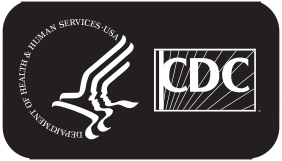 DEPARTMENT OF HEALTH & HUMAN SERVICES • USA
CDC